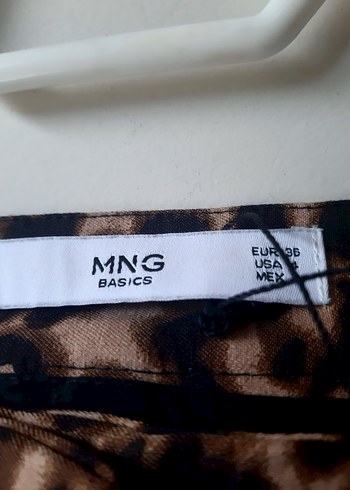 MNG
BASICS
EUR 36
USA 4
MEX